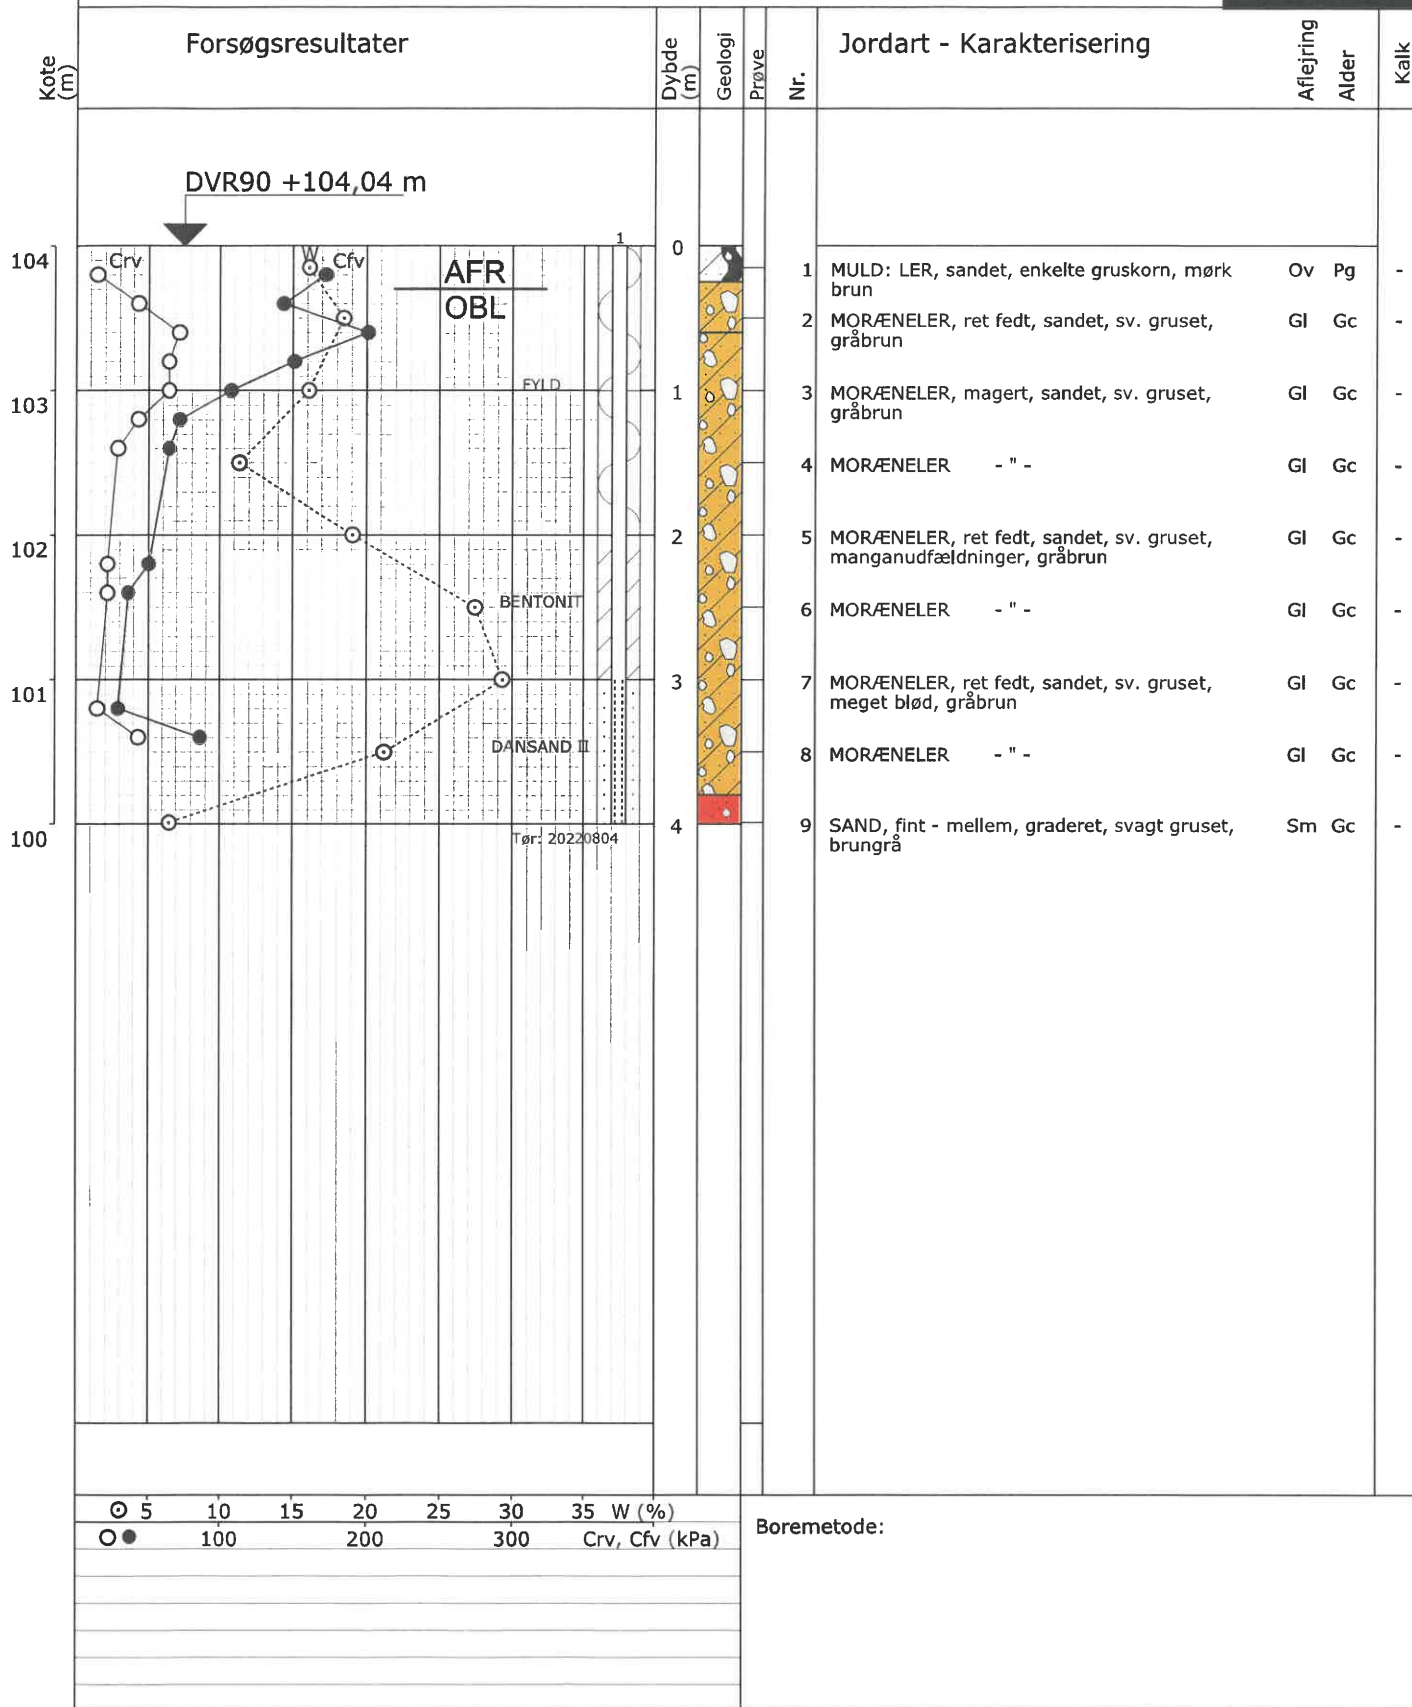 Kote
(m)
Forsøgsresultater
Dybde
(m)
Geologi
Prøve
Nr.
Jordart - Karakterisering
Aflejring
Alder
Kalk
DVR90 +104,04 m
1
104
Crv
W
Cfv
AFR
OBL
0
1 MULD: LER, sandet, enkelte gruskorn, mørk Ov Pg -
brun
2 MORÆNELER, ret fedt, sandet, sv. gruset, Gl Gc -
gråbrun
103
FYLD
1
3 MORÆNELER, magert, sandet, sv. gruset, Gl Gc -
gråbrun
4 MORÆNELER - " - Gl Gc -
102
2
5 MORÆNELER, ret fedt, sandet, sv. gruset, Gl Gc -
manganudfældninger, gråbrun
BENTONIT
6 MORÆNELER - " - Gl Gc -
101
3
7 MORÆNELER, ret fedt, sandet, sv. gruset, Gl Gc -
meget blød, gråbrun
DANSAND II
8 MORÆNELER - " - Gl Gc -
100
4
Tør: 20220804
9 SAND, fint - mellem, graderet, svagt gruset, Sm Gc -
brungrå
5 10 15 20 25 30 35 W (%)
100 200 300 Crv, Cfv (kPa)
Boremetode: